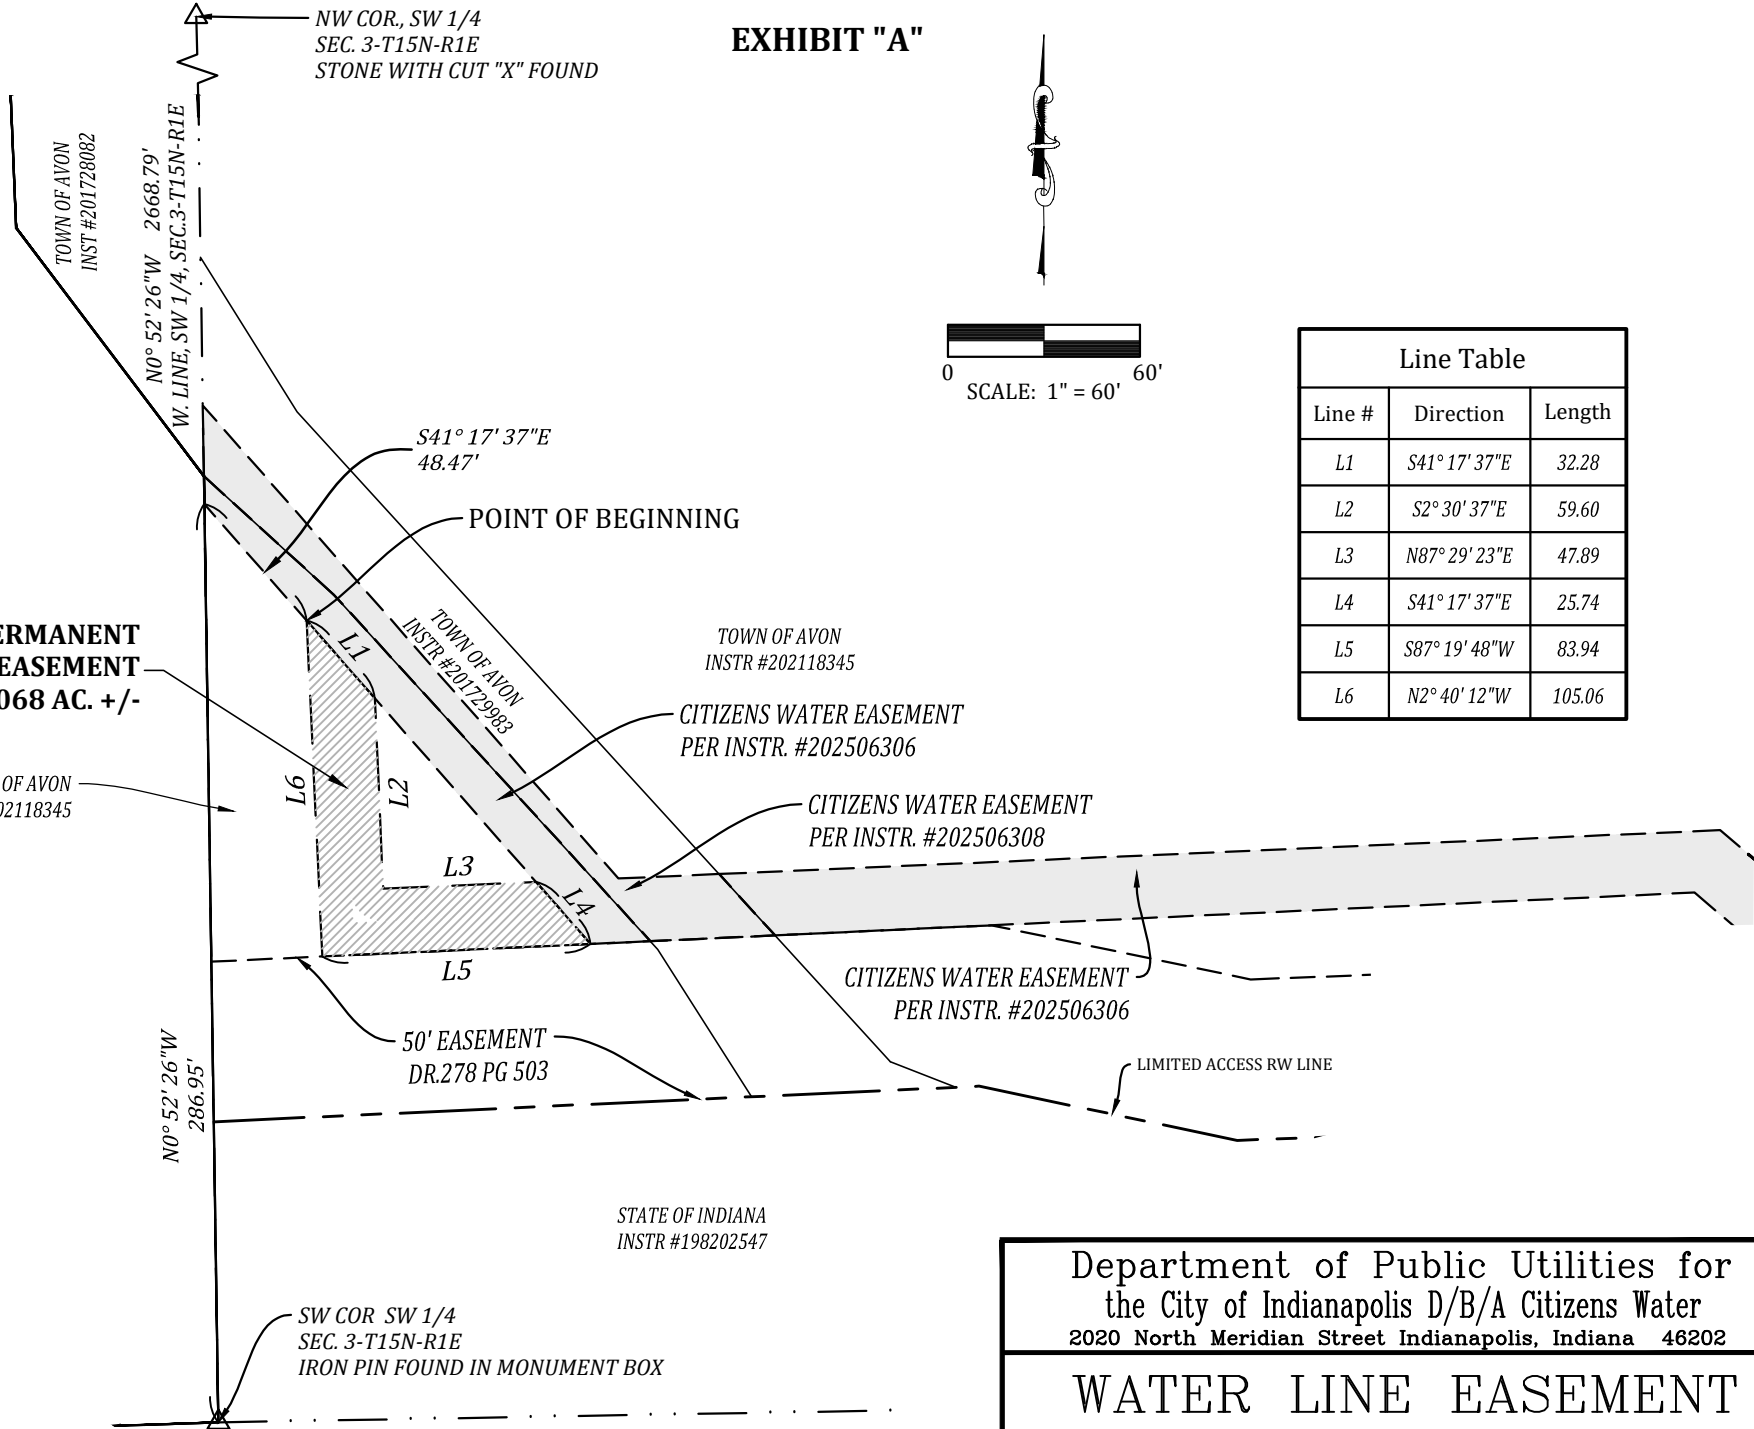 EXHIBIT "A"
NW COR., SW 1/4
SEC. 3-T15N-R1E
STONE WITH CUT "X" FOUND
TOWN OF AVON
INST #201728082
N0° 52' 26"W 2668.79'
W. LINE, SW 1/4, SEC.3-T15N-R1E
0 60'
SCALE: 1" = 60'
Line Table
Line # Direction Length
L1 S41° 17' 37"E 32.28
L2 S2° 30' 37"E 59.60
L3 N87° 29' 23"E 47.89
L4 S41° 17' 37"E 25.74
L5 S87° 19' 48"W 83.94
L6 N2° 40' 12"W 105.06
S41° 17' 37"E
48.47'
POINT OF BEGINNING
EASEMENT
AC. +/-
L1
TOWN OF AVON
INSTR #201729983
TOWN OF AVON
INSTR #202118345
CITIZENS WATER EASEMENT
PER INSTR. #202506306
OF AVON
L6
L2
CITIZENS WATER EASEMENT
PER INSTR. #202506308
L3
L4
L5
CITIZENS WATER EASEMENT
PER INSTR. #202506306
50' EASEMENT
DR.278 PG 503
N0° 52' 26"W
286.95'
LIMITED ACCESS RW LINE
STATE OF INDIANA
INSTR #198202547
SW COR SW 1/4
SEC. 3-T15N-R1E
IRON PIN FOUND IN MONUMENT BOX
Department of Public Utilities for
the City of Indianapolis D/B/A Citizens Water
2020 North Meridian Street Indianapolis, Indiana 46202
WATER LINE EASEMENT